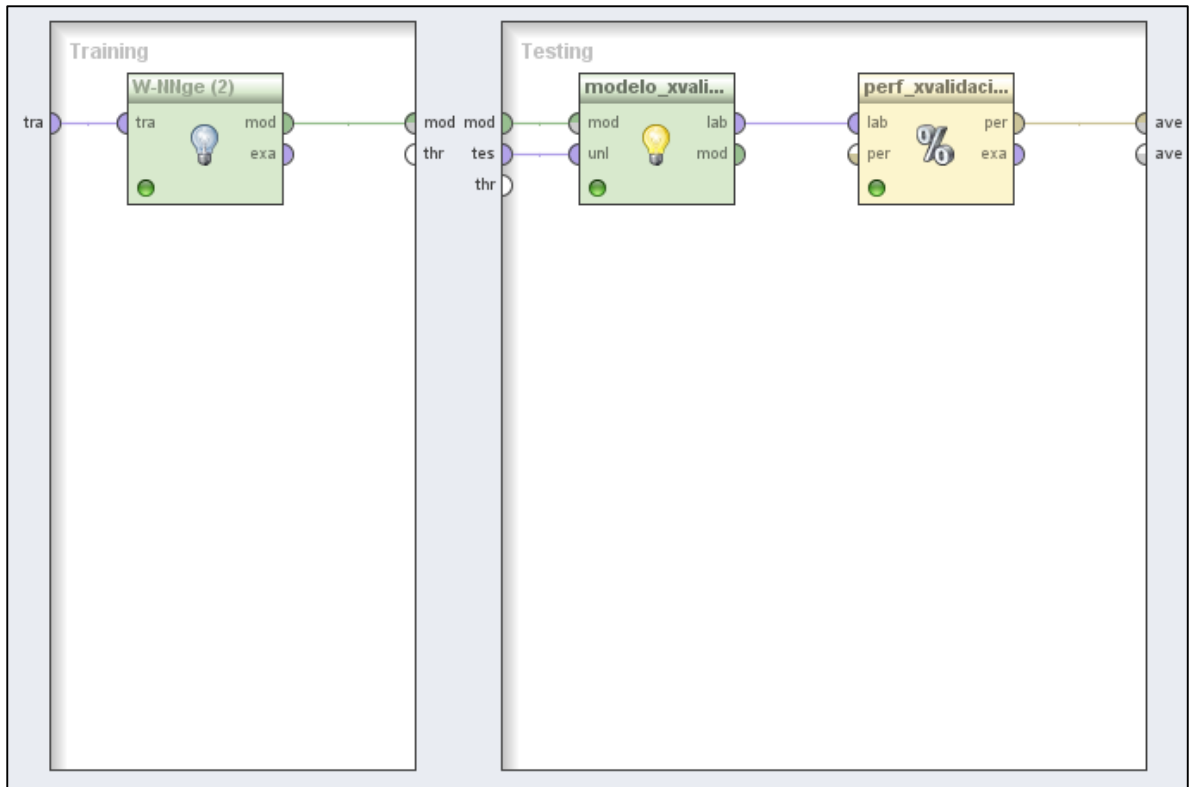 Training
W-NNge (2)
tra
tra
mod
exa
mod
thr
Testing
mod
tes
thr
modelo_xvali...
mod
lab
unl
mod
perf_xvalidaci...
lab
per
per
%
exa
ave
ave